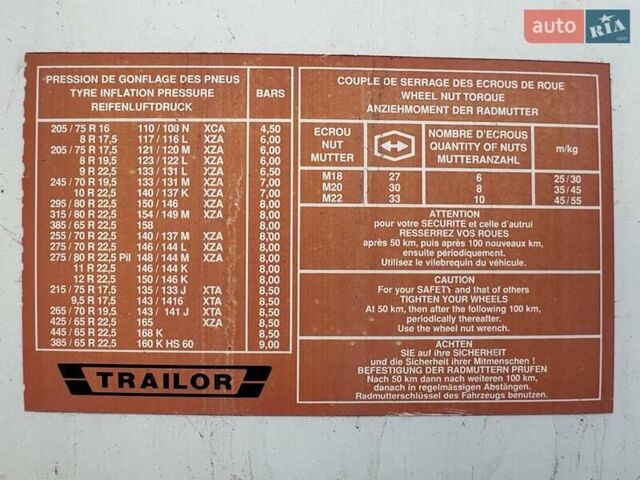 auto RIA.com
PRESSION DE GONFLAGE DES PNEUS
TYRE INFLATION PRESSURE
REIFENLUFTDRUCK
BARS
205 / 75 R 16 110 / 108 N XCA 4,50
8 R 17,5 117 / 116 L XZA 6,00
205 / 75 R 17,5 121 / 120 M XZA 6,00
8 R 19,5 123 / 122 L XZA 6,00
9 R 22,5 133 / 131 L XZA 6,50
245 / 70 R 19,5 133 / 131 M XZA 7,00
10 R 22,5 140 / 137 K XZA 7,00
295 / 80 R 22,5 150 / 146 XZA 8,00
315 / 80 R 22,5 154 / 149 M XZA 8,00
385 / 65 R 22,5 158 8,00
255 / 70 R 22,5 140 / 137 M XZA 8,00
275 / 70 R 22,5 146 / 144 L XZA 8,00
275 / 80 R 22,5 Pil 148 / 144 M XZA 8,00
11 R 22,5 146 / 144 K 8,00
12 R 22,5 150 / 146 K 8,00
215 / 75 R 17,5 135 / 133 J XTA 8,50
9,5 R 17,5 143 / 1416 XTA 8,50
265 / 70 R 19,5 143 / 141 J XTA 8,50
425 / 65 R 22,5 165 XZA 8,50
445 / 65 R 22,5 168 K 8,50
385 / 65 R 22,5 160 K HS 60 9,00
TRAILOR
COUPLE DE SERRAGE DES ECROUS DE ROUE
WHEEL NUT TORQUE
ANZIEHMOMENT DER RADMUTTER
ECROU
NUT
MUTTER
NOMBRE D'ECROUS
QUANTITY OF NUTS
MUTTERANZAHL
m/kg
M18 27 6 25 / 30
M20 30 8 35 / 45
M22 33 10 45 / 55
ATTENTION
pour votre SECURITE et celle d'autrui
RESSERREZ VOS ROUES
après 50 km, puis après 100 nouveaux km,
ensuite périodiquement.
Utilisez le vilebrequin du véhicule.
CAUTION
For your SAFETY and that of others
TIGHTEN YOUR WHEELS
At 50 km, then after the following 100 km,
periodically thereafter.
Use the wheel nut wrench.
ACHTEN
SIE auf ihre SICHERHEIT
und die Sicherheit ihrer Mitmenschen !
BEFESTIGUNG DER RADMUTTERN PRÜFEN
Nach 50 km dann nach weiteren 100 km,
danach in regelmässigen Abstängen.
Radmutterschlüssel des Fahrzeugs benutzen.